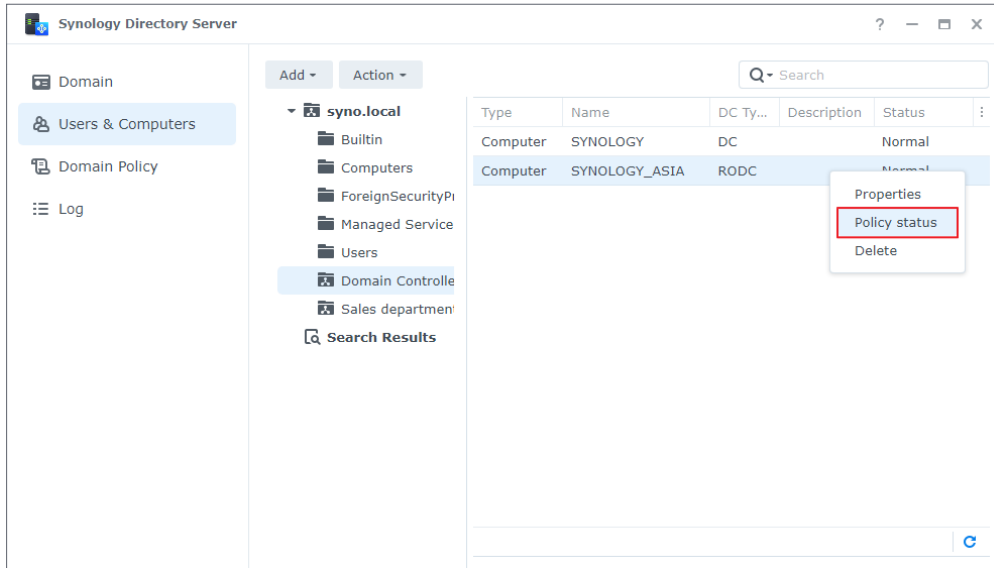 Synology Directory Server
?
Domain
Users & Computers
Domain Policy
Log
Add
Action
Search
syno.local
Builtin
Computers
ForeignSecurityPr
Managed Service
Users
Domain Controlle
Sales department
Search Results
Type Name DC Ty... Description Status
Computer SYNOLOGY DC Normal
Computer SYNOLOGY_ASIA RODC Normal
Properties
Policy status
Delete